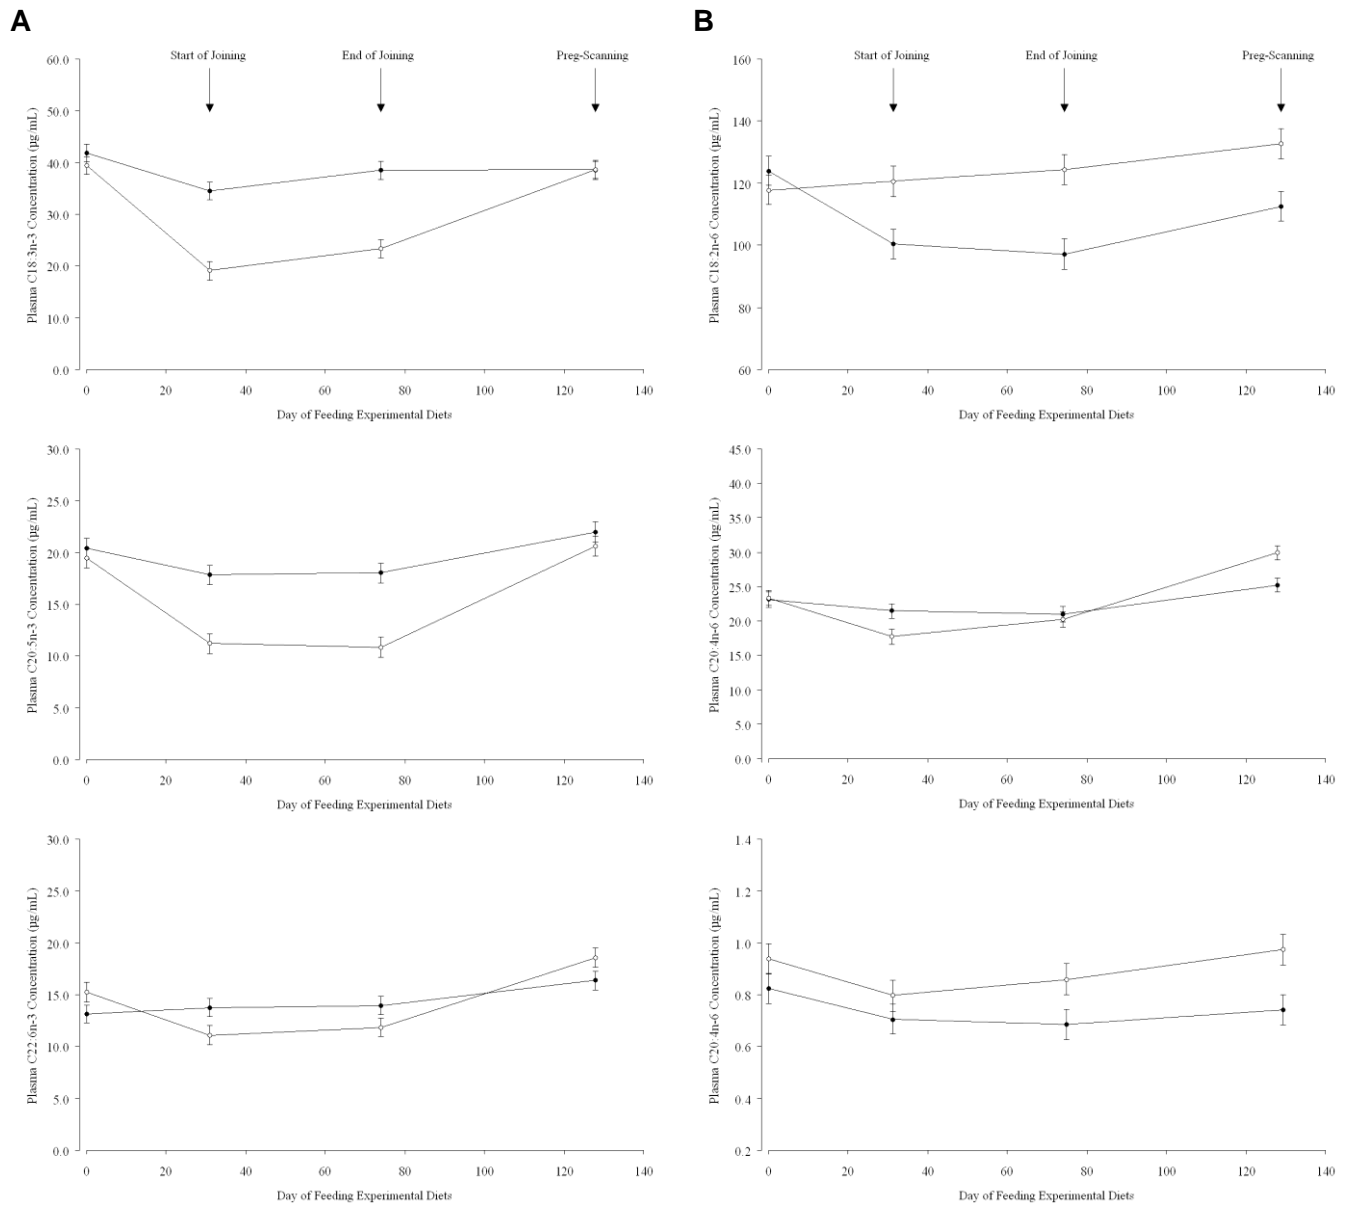 A
B
Start of Joining End of Joining Preg-Scanning
60.0
50.0
40.0
30.0
20.0
10.0
0.0
Plasma C18:3n-3 Concentration (µg/mL)
0 20 40 60 80 100 120 140
Day of Feeding Experimental Diets
Start of Joining End of Joining Preg-Scanning
160
140
120
100
80
60
Plasma C18:2n-6 Concentration (µg/mL)
0 20 40 60 80 100 120 140
Day of Feeding Experimental Diets
30.0
25.0
20.0
15.0
10.0
5.0
0.0
Plasma C20:5n-3 Concentration (µg/mL)
0 20 40 60 80 100 120 140
Day of Feeding Experimental Diets
45.0
40.0
35.0
30.0
25.0
20.0
15.0
10.0
5.0
0.0
Plasma C20:4n-6 Concentration (µg/mL)
0 20 40 60 80 100 120 140
Day of Feeding Experimental Diets
30.0
25.0
20.0
15.0
10.0
5.0
0.0
Plasma C22:6n-3 Concentration (µg/mL)
0 20 40 60 80 100 120 140
Day of Feeding Experimental Diets
1.4
1.2
1.0
0.8
0.6
0.4
0.2
Plasma C20:4n-6 Concentration (µg/mL)
0 20 40 60 80 100 120 140
Day of Feeding Experimental Diets